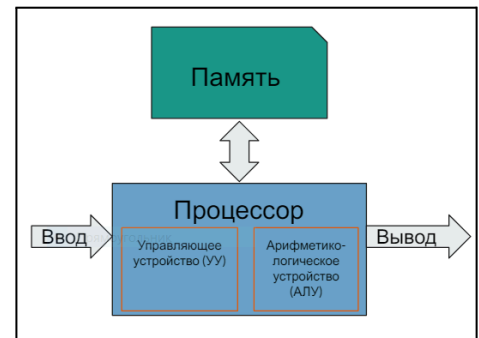 Память
Процессор
Ввод
Управляющее
устройство (УУ)
Арифметико-
логическое
устройство
(АЛУ)
Вывод